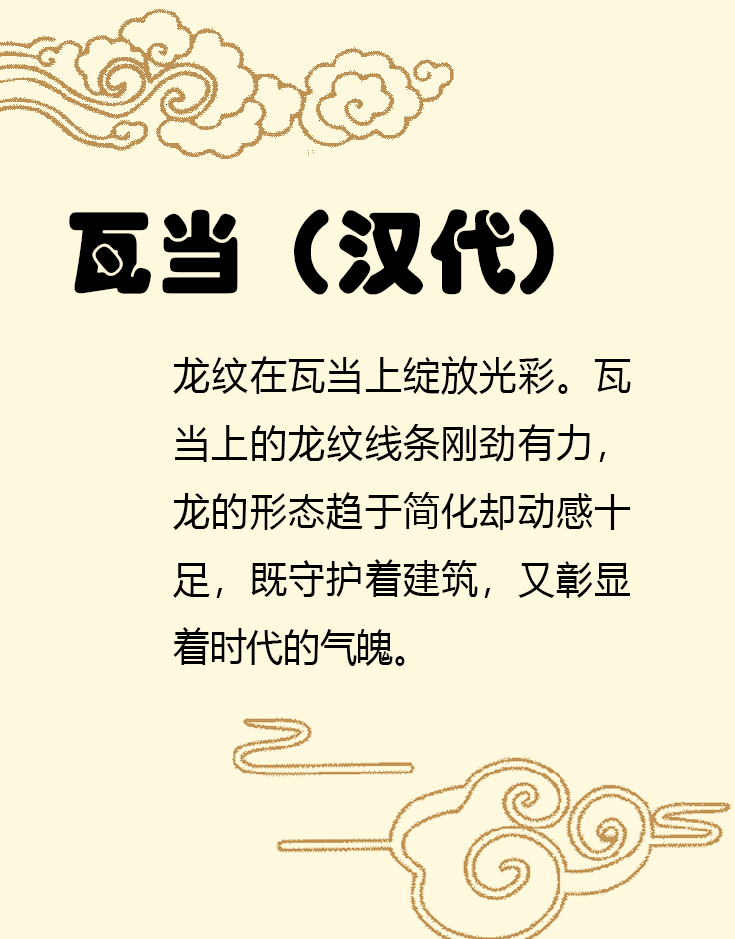 瓦当（汉代）
龙纹在瓦当上绽放光彩。瓦
当上的龙纹线条刚劲有力，
龙的形态趋于简化却动感十
足，既守护着建筑，又彰显
着时代的气魄。